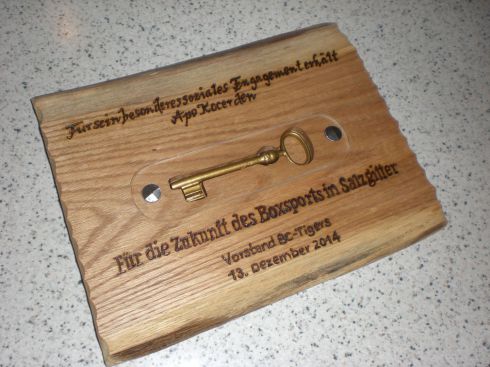 Für sein besonderes soziales Engagement erhält
Apo Kocerden
Für die Zukunft des Boxsports in Salzgitter
Vorstand BC-Tigers
13. Dezember 2014